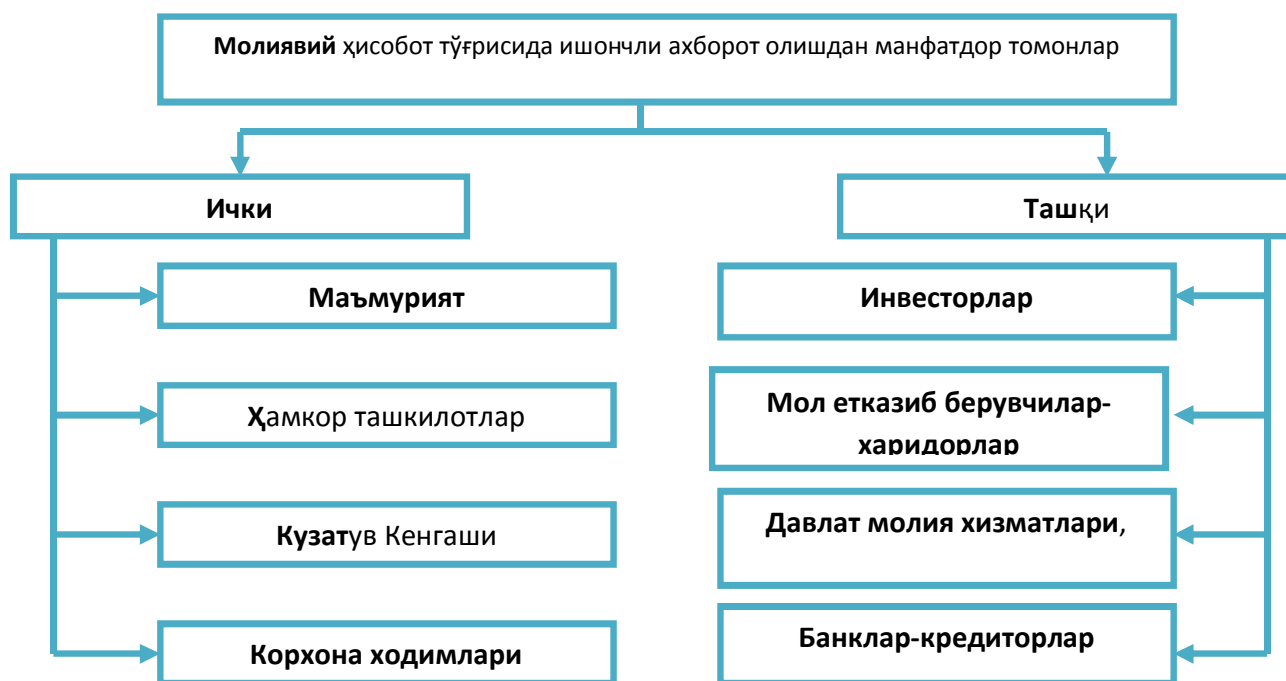 Молиявий ҳисобот тўғрисида ишончли ахборот олишдан манфатдор томонлар
Ички
Ташқи
Маъмурият
Инвесторлар
Ҳамкор ташкилотлар
Мол етказиб берувчилар-
харидорлар
Кузатув Кенгаши
Давлат молия хизматлари,
Корхона ходимлари
Банклар-кредиторлар